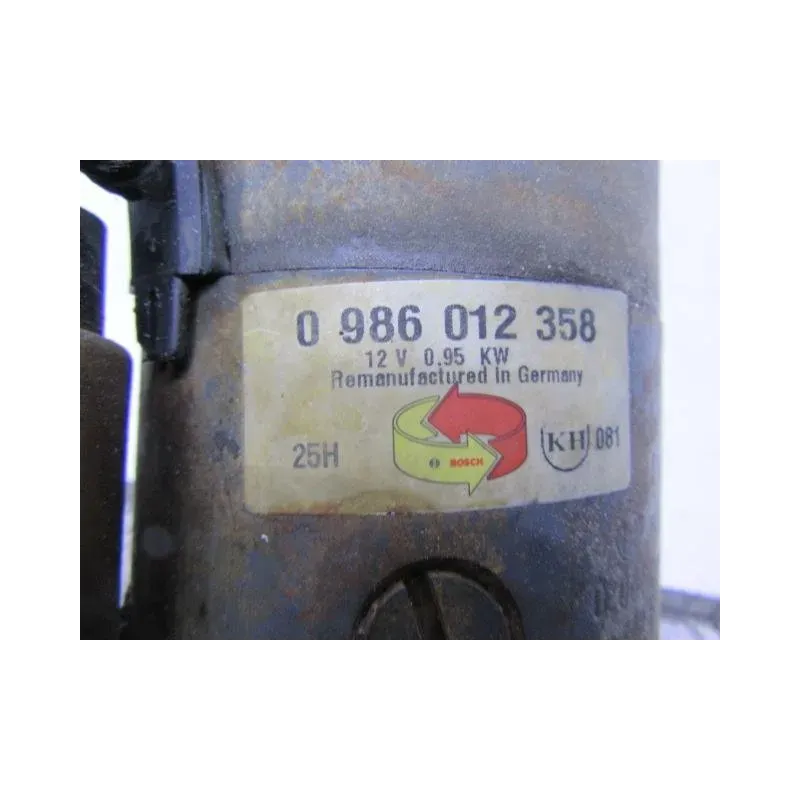 0 986 012 358
12 V 0.95 KW
Remanufactured in Germany
25H
BOSCH
KH 081